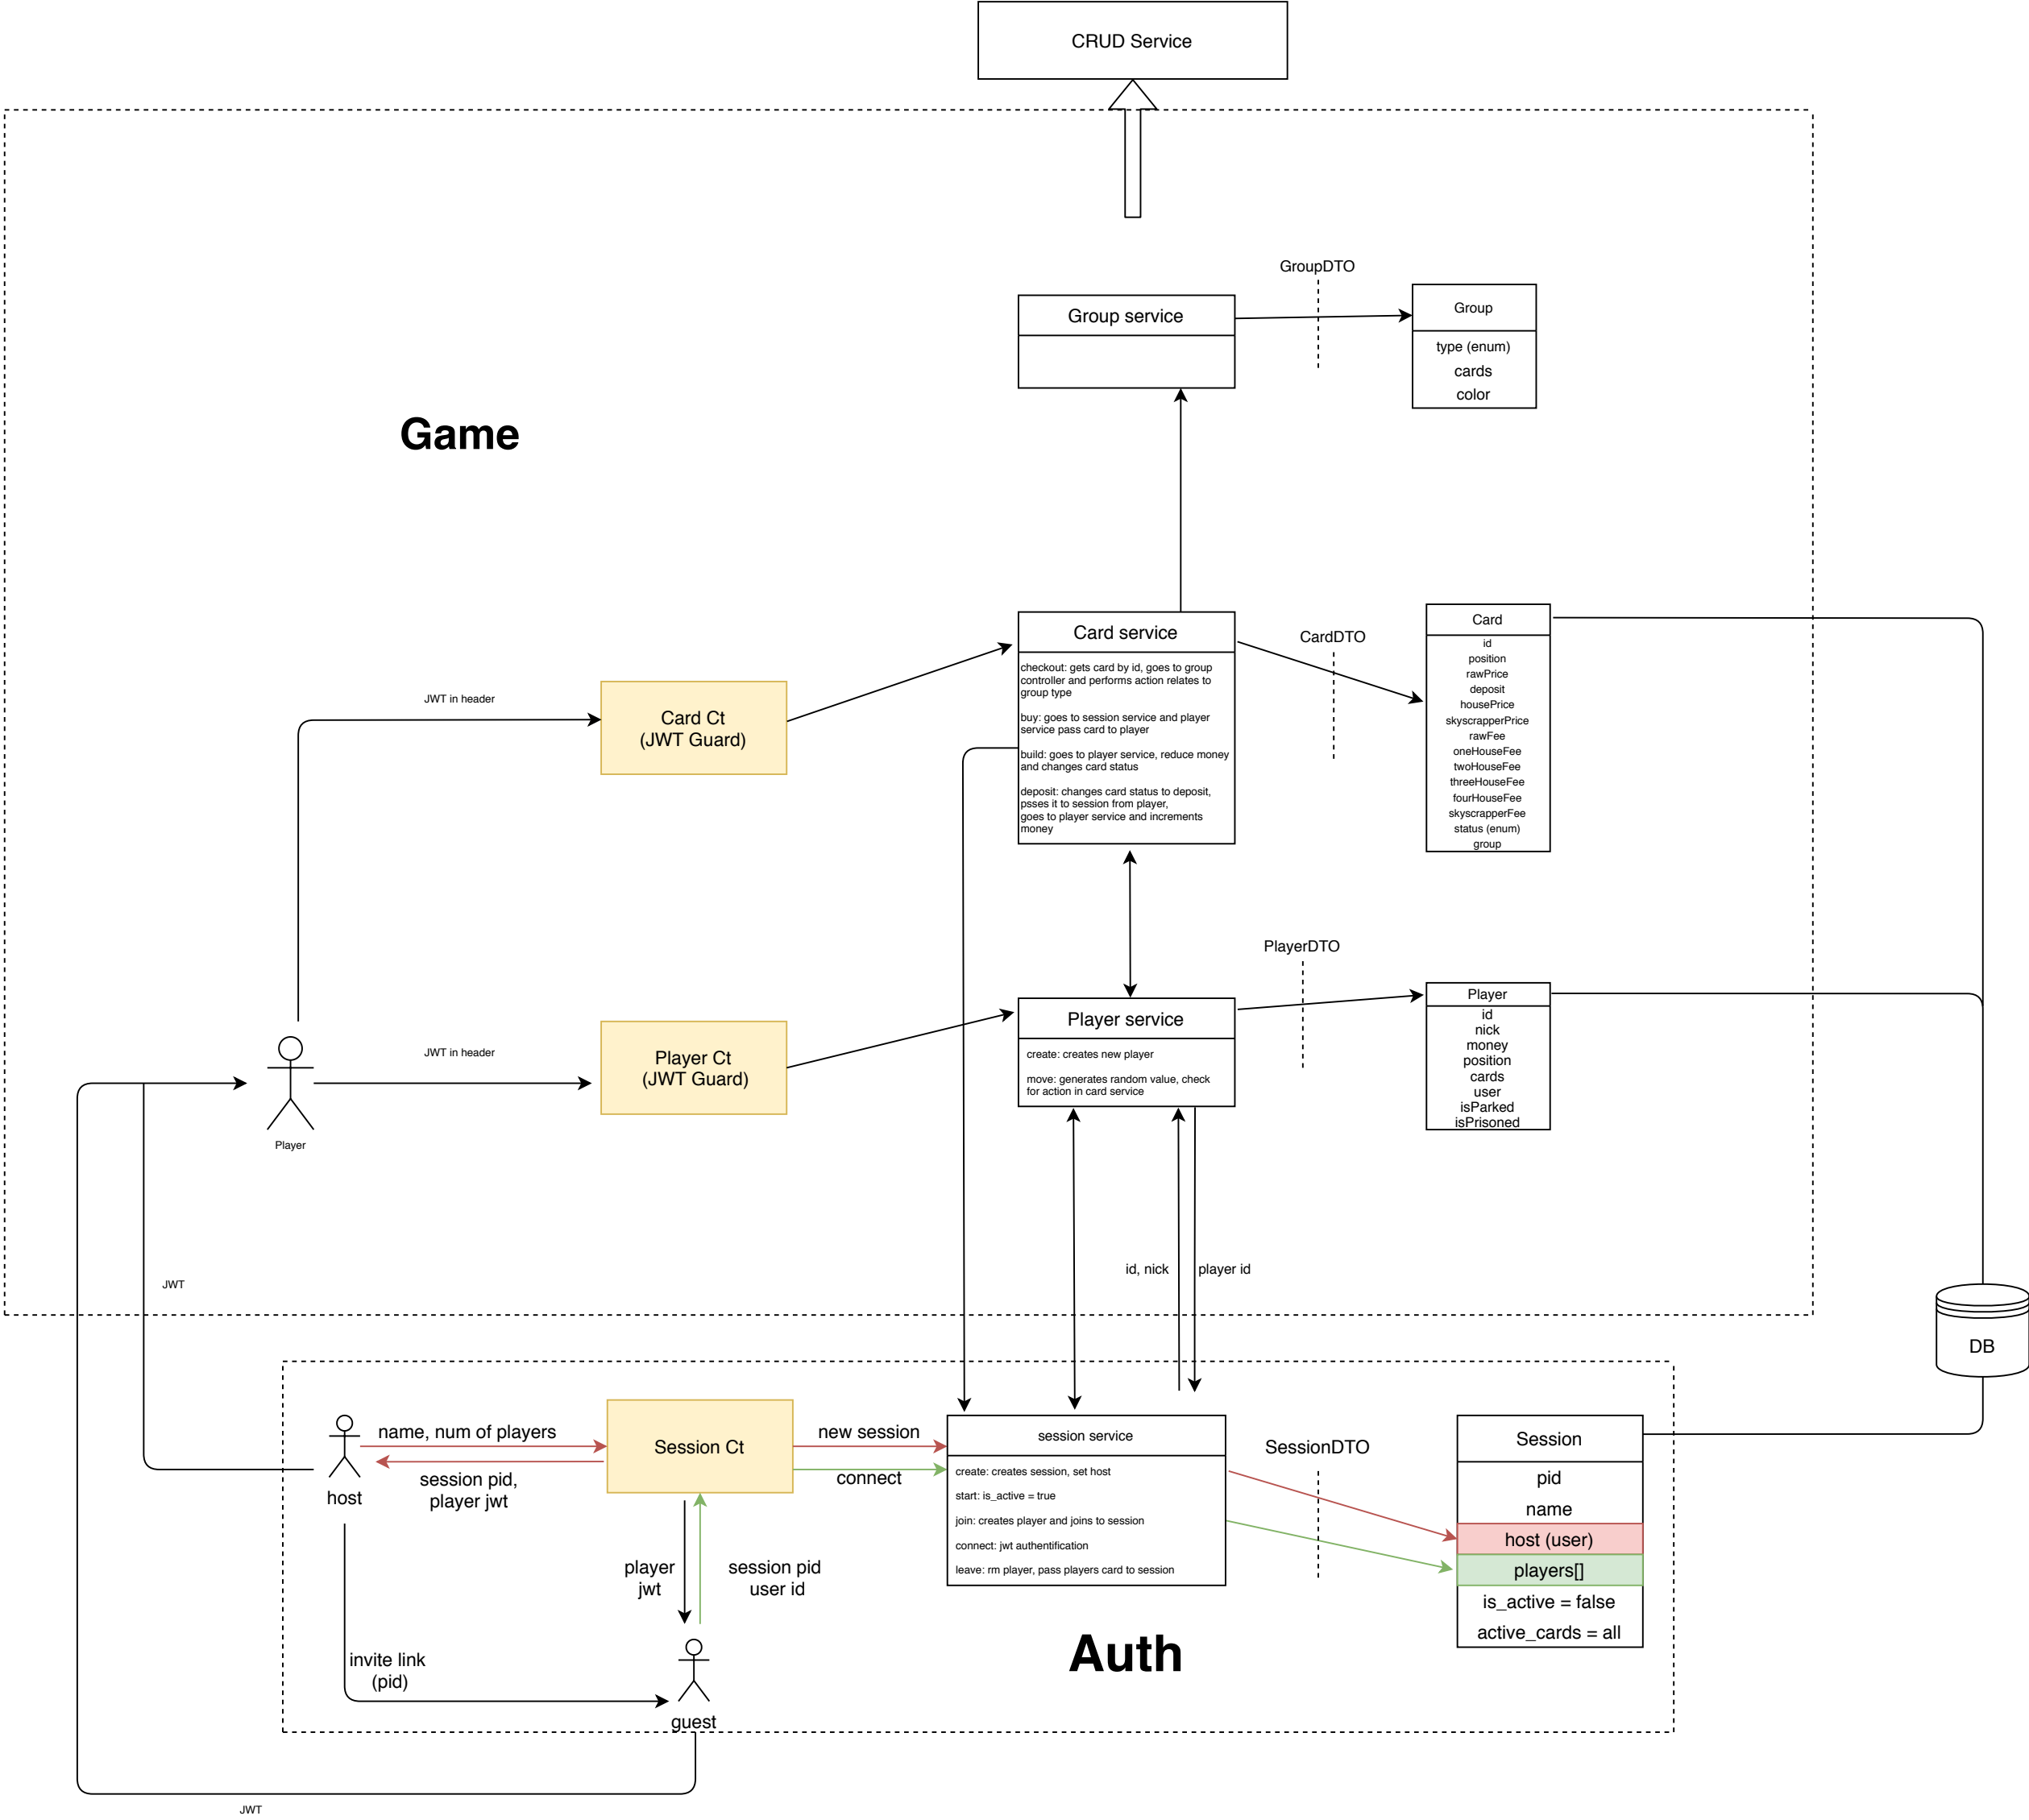 CRUD Service
GroupDTO
Group service
Group
type (enum)
cards
color
Game
Card service
checkout: gets card by id, goes to group
controller and performs action relates to
group type
buy: goes to session service and player
service pass card to player
build: goes to player service, reduce money
and changes card status
deposit: changes card status to deposit,
psses it to session from player,
goes to player service and increments
money
CardDTO
Card
id
position
rawPrice
deposit
housePrice
skyscrapperPrice
rawFee
oneHouseFee
twoHouseFee
threeHouseFee
fourHouseFee
skyscrapperFee
status (enum)
group
JWT in header
Card Ct
(JWT Guard)
PlayerDTO
Player service
create: creates new player
move: generates random value, check
for action in card service
Player
id
nick
money
position
cards
user
isParked
isPrisoned
JWT in header
Player Ct
(JWT Guard)
Player
JWT
id, nick
player id
DB
host
name, num of players
session pid,
player jwt
Session Ct
new session
connect
session service
create: creates session, set host
start: is_active = true
join: creates player and joins to session
connect: jwt authentification
leave: rm player, pass players card to session
SessionDTO
Session
pid
name
host (user)
players[]
is_active = false
active_cards = all
player
jwt
session pid
user id
invite link
(pid)
guest
Auth
JWT